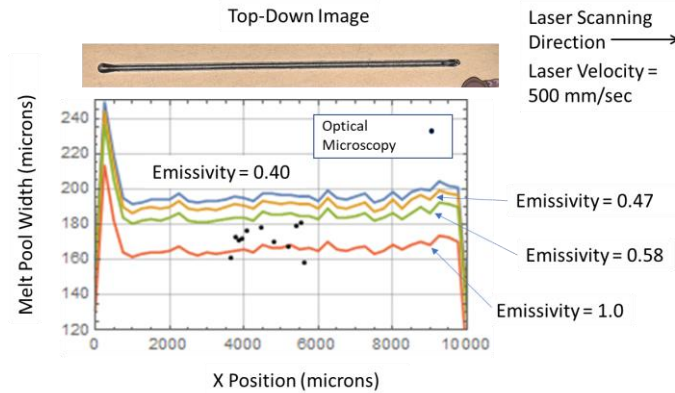 Top-Down Image
Laser Scanning
Direction
Laser Velocity =
500 mm/sec
Melt Pool Width (microns)
240
220
200
180
160
140
120
Optical
Microscopy
Emissivity = 0.40
Emissivity = 0.47
Emissivity = 0.58
Emissivity = 1.0
0
2000
4000
6000
8000
10 000
X Position (microns)